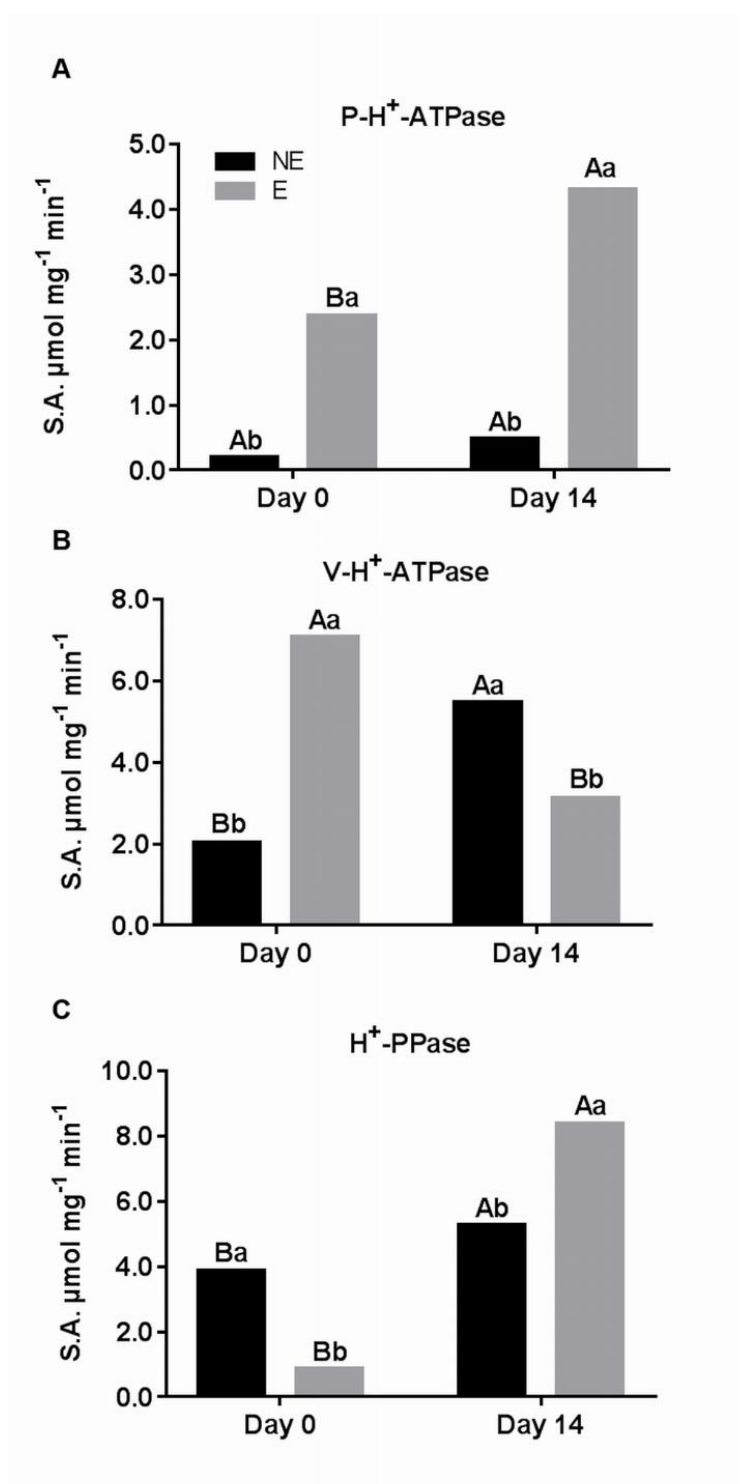 A
P-H⁺-ATPase
S.A. µmol mg⁻¹ min⁻¹
5.0
4.0
3.0
2.0
1.0
0.0
NE
E
Ab
Ba
Ab
Aa
Day 0
Day 14
B
V-H⁺-ATPase
S.A. µmol mg⁻¹ min⁻¹
8.0
6.0
4.0
2.0
0.0
Bb
Aa
Aa
Bb
Day 0
Day 14
C
H⁺-PPase
S.A. µmol mg⁻¹ min⁻¹
10.0
8.0
6.0
4.0
2.0
0.0
Ba
Bb
Ab
Aa
Day 0
Day 14